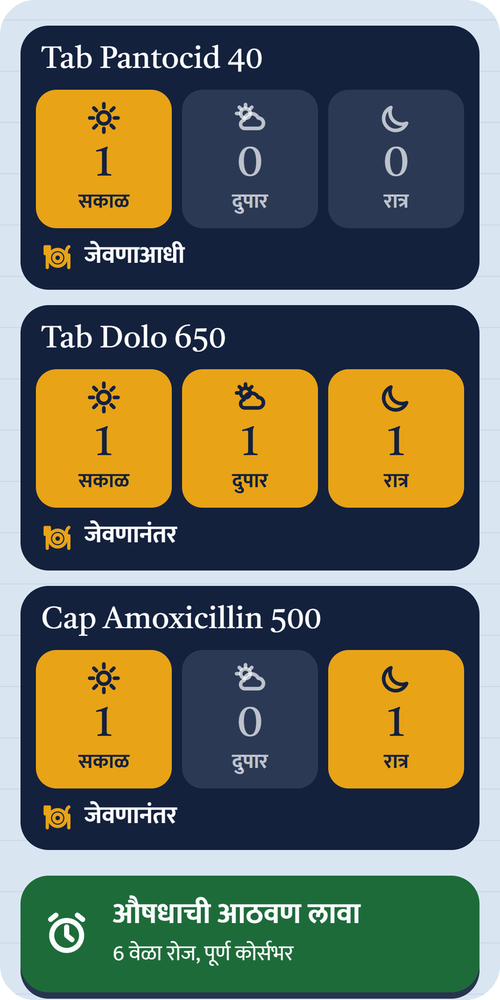 Tab Pantocid 40
1 0 0
सकाळ दुपार रात्र
जेवणाआधी
Tab Dolo 650
1 1 1
सकाळ दुपार रात्र
जेवणानंतर
Cap Amoxicillin 500
1 0 1
सकाळ दुपार रात्र
जेवणानंतर
औषधाची आठवण लावा
6 वेळा रोज, पूर्ण कोर्सभर